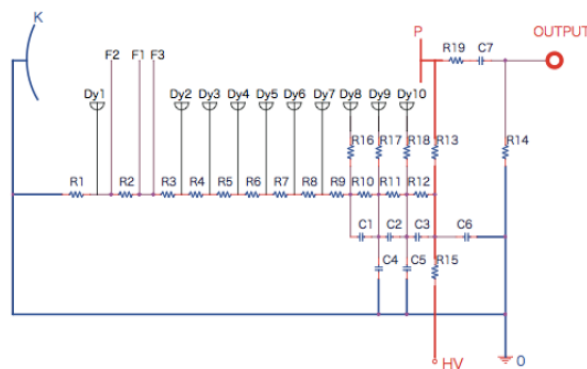 K
P
OUTPUT
F2 F1 F3
R19 C7
Dy1 Dy2 Dy3 Dy4 Dy5 Dy6 Dy7 Dy8 Dy9 Dy10
R16 R17 R18 R13 R14
R1 R2 R3 R4 R5 R6 R7 R8 R9 R10 R11 R12
C1 C2 C3 C6
C4 C5 R15
HV 0